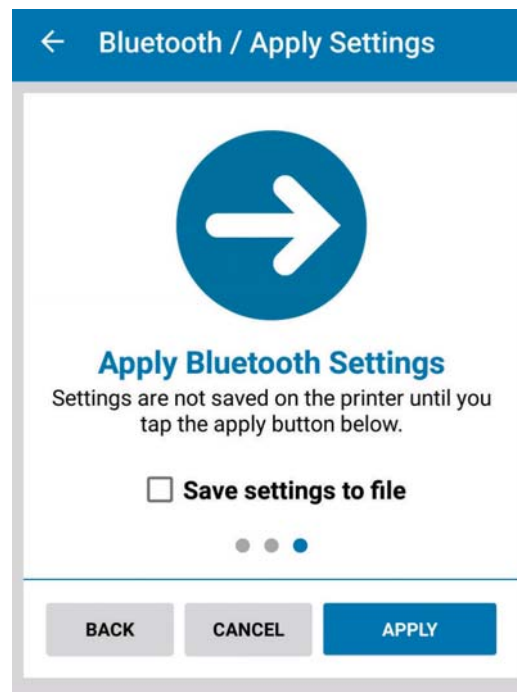 Bluetooth / Apply Settings
Apply Bluetooth Settings
Settings are not saved on the printer until you
tap the apply button below.
Save settings to file
BACK CANCEL APPLY